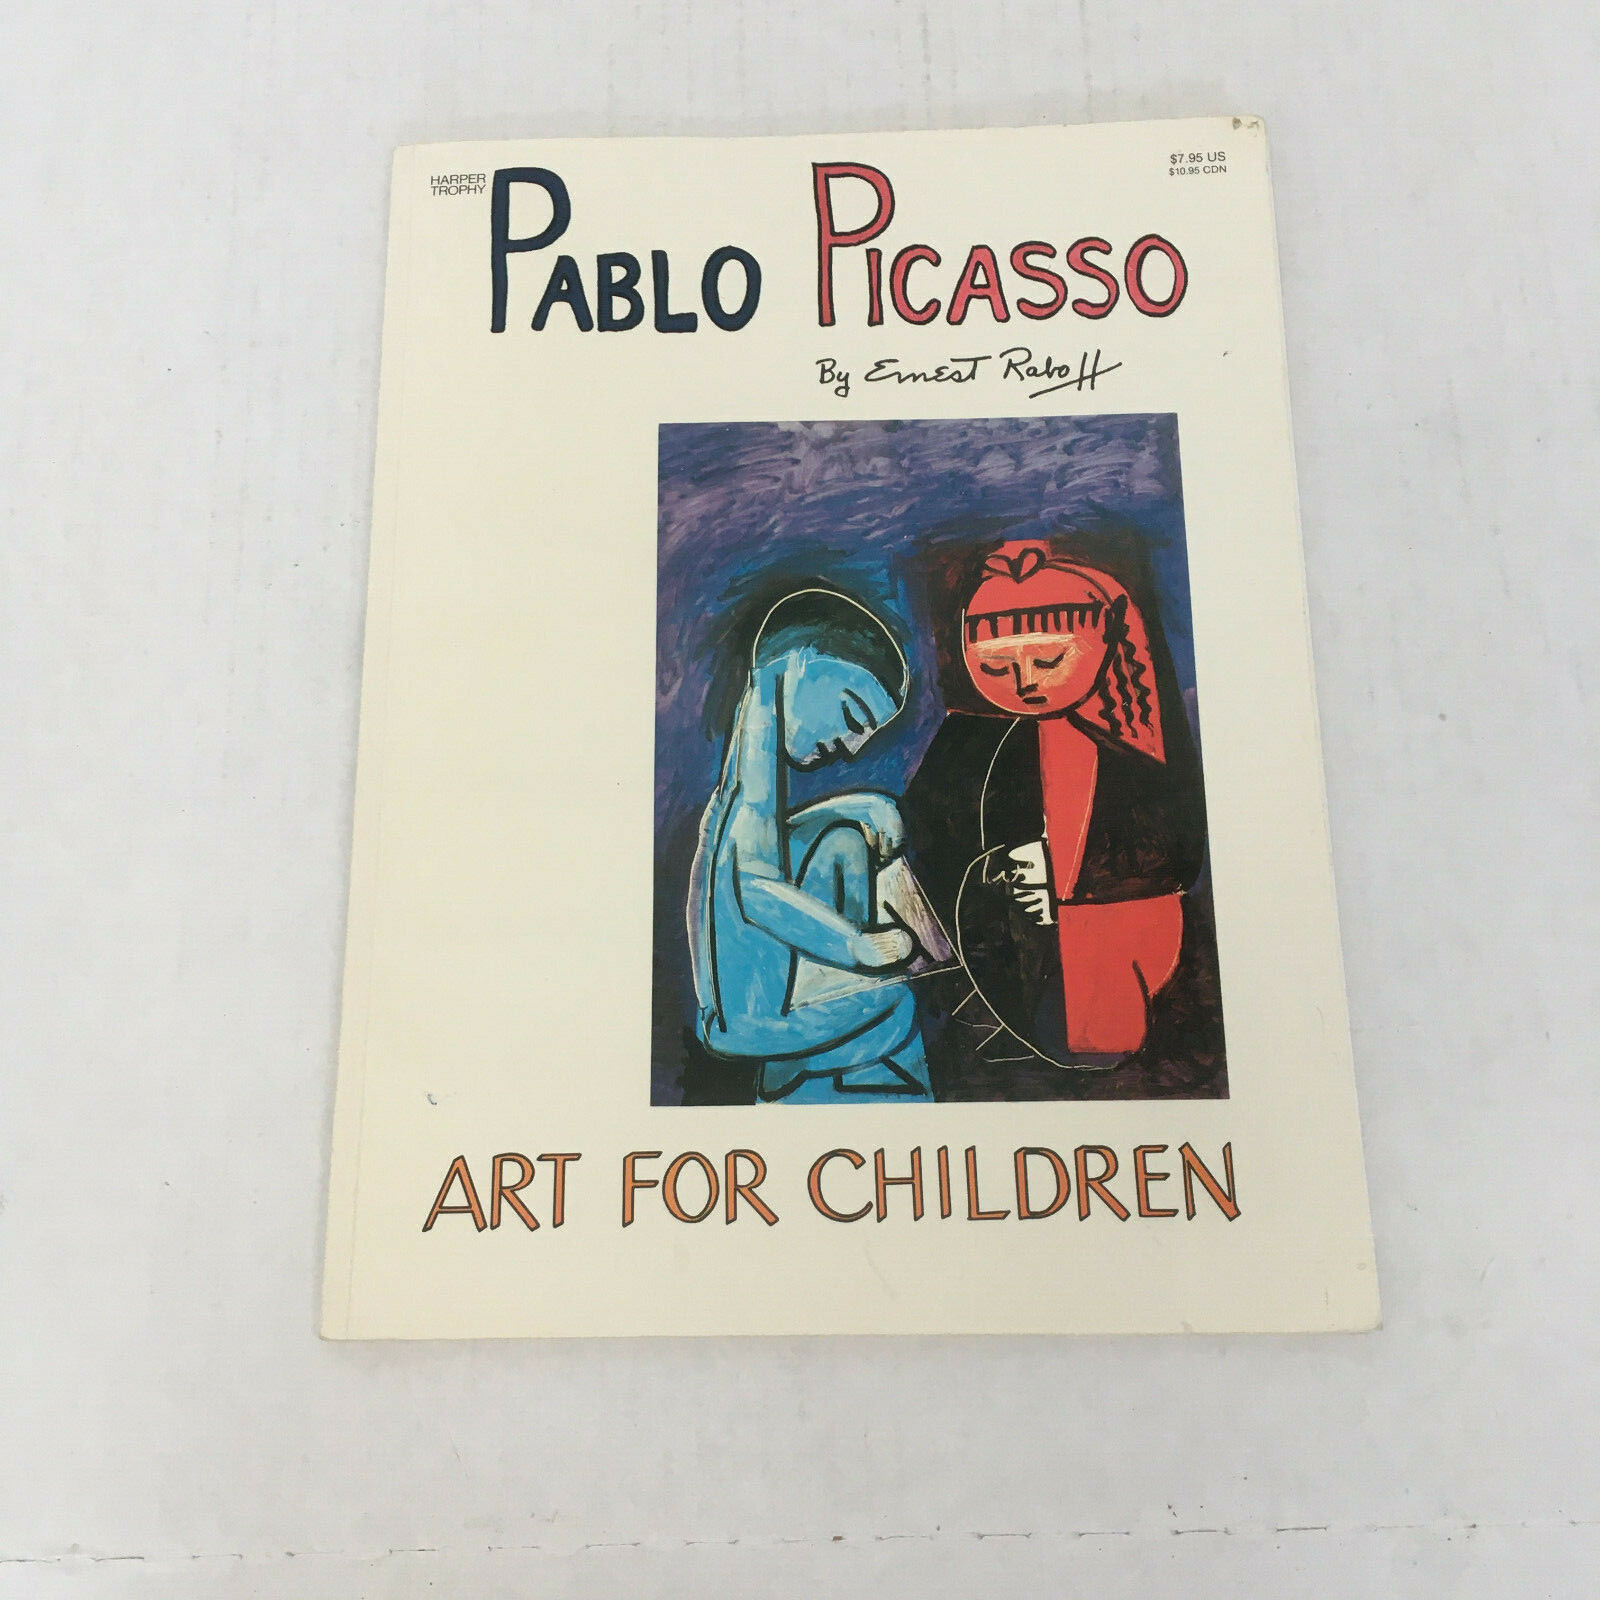 HARPER
TROPHY
$7.95 US
$10.95 CDN
PABLO PICASSO
By Ernest Raboff
ART FOR CHILDREN